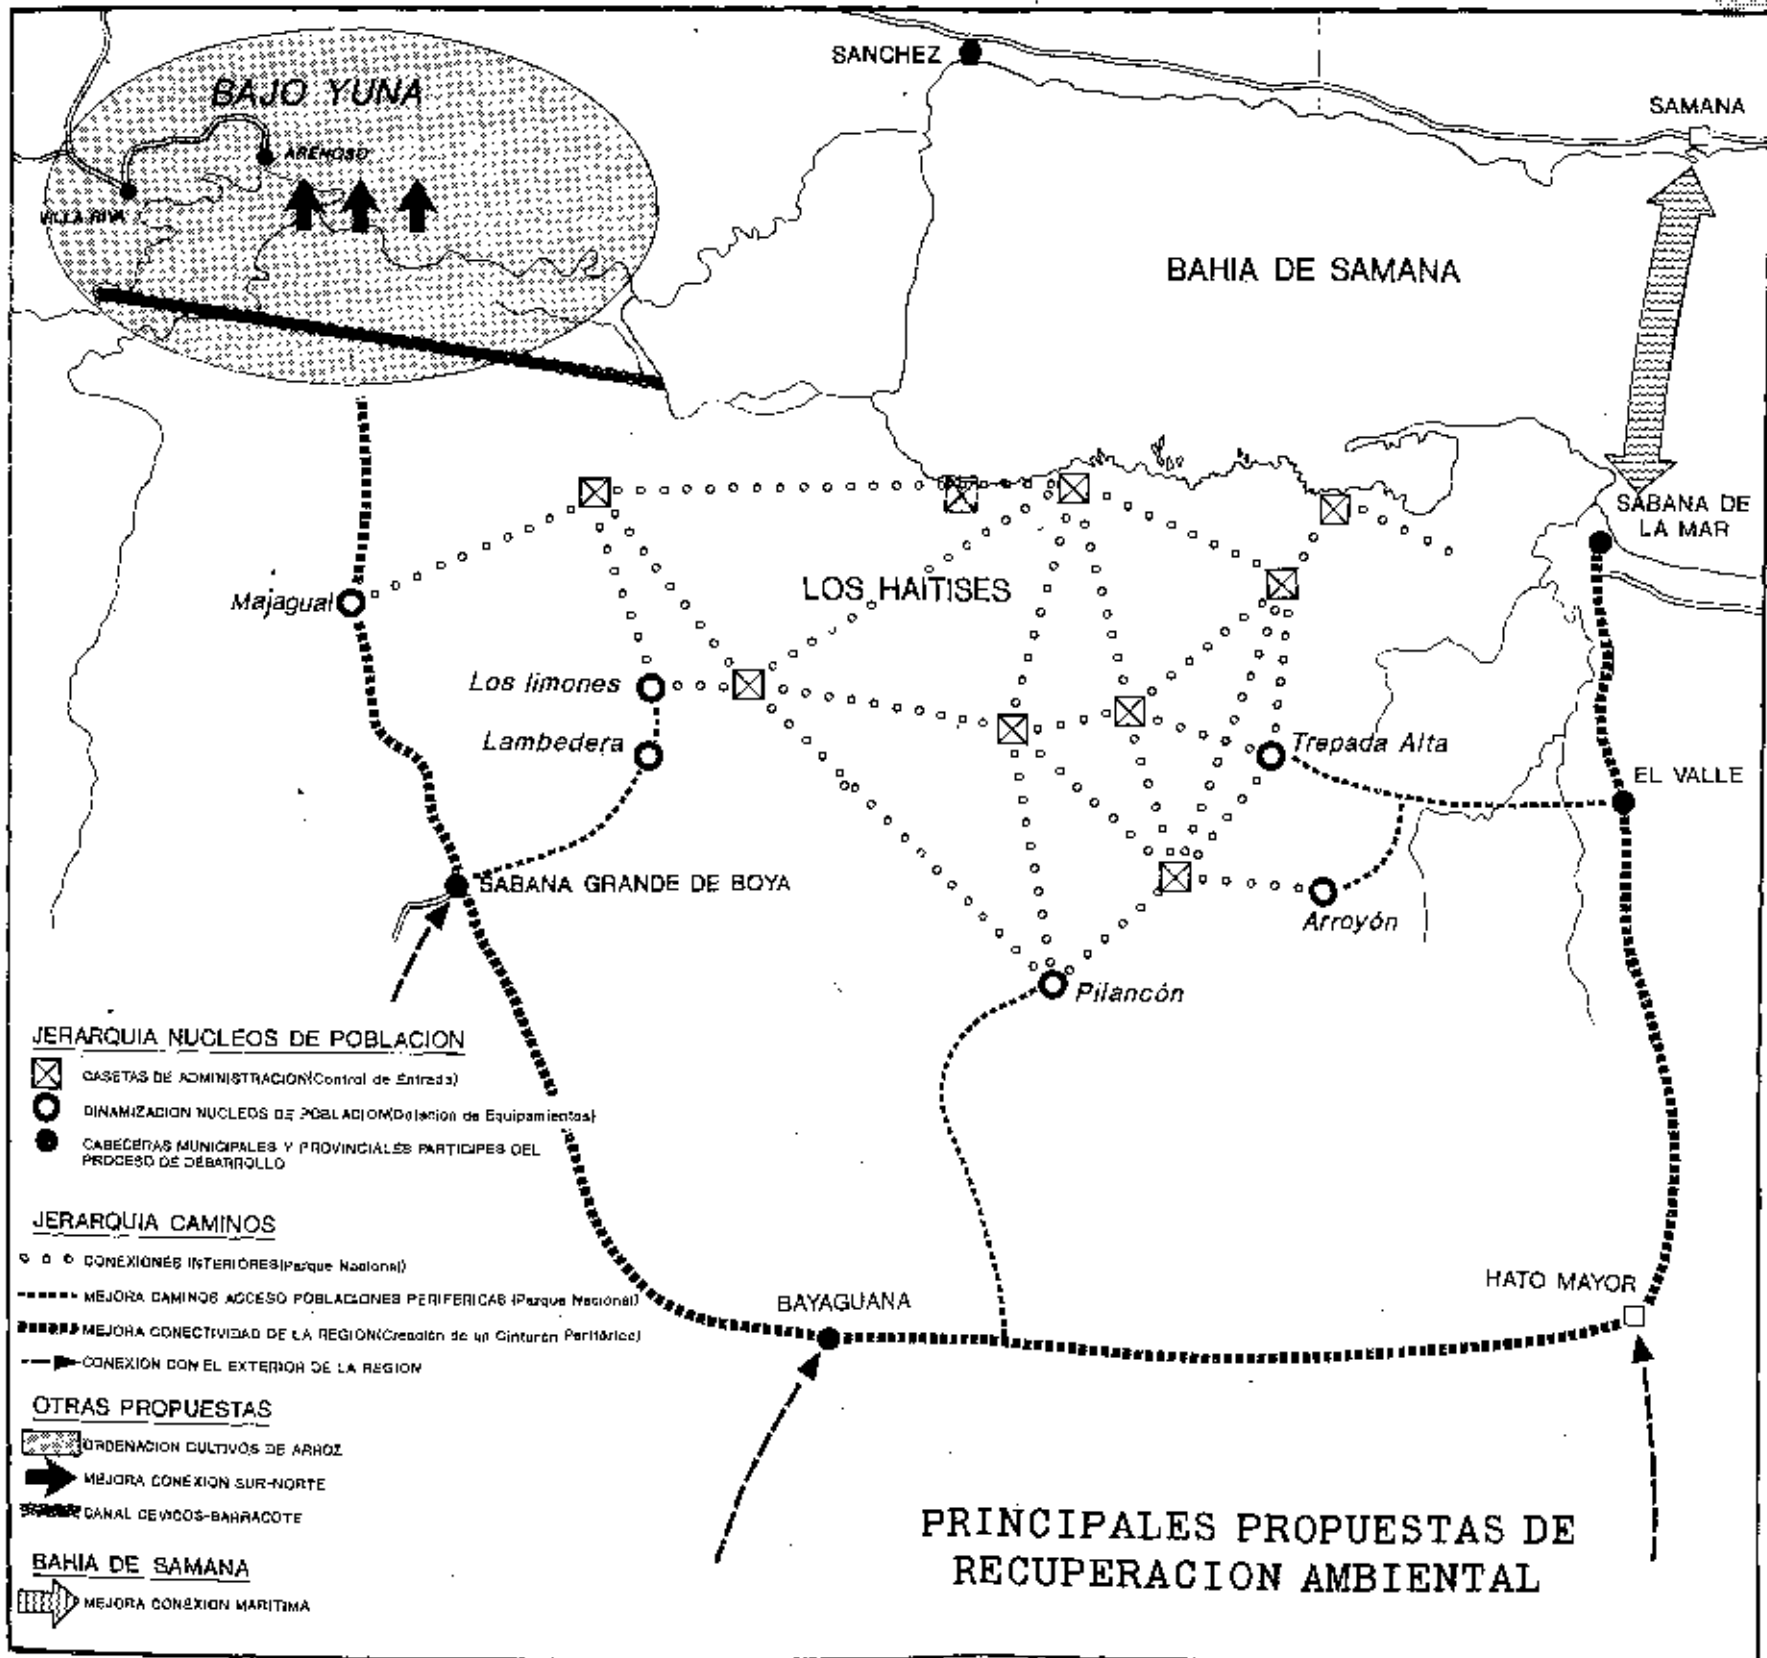 SANCHEZ
SAMANA
BAJO YUNA
ARENOSO
VILLA RIVA
BAHIA DE SAMANA
SABANA DE
LA MAR
LOS HAITISES
Majagual
Los limones
Lambedera
Trepada Alta
EL VALLE
SABANA GRANDE DE BOYA
Arroyón
Pilancón
JERARQUIA NUCLEOS DE POBLACION
CASETAS DE ADMINISTRACION(Control de Entrada)
DINAMIZACION NUCLEOS DE POBLACION(Dotacion de Equipamientos)
CABECERAS MUNICIPALES Y PROVINCIALES PARTICIPES DEL
PROCESO DE DESARROLLO
JERARQUIA CAMINOS
CONEXIONES INTERIORES(Parque Nacional)
MEJORA CAMINOS ACCESO POBLACIONES PERIFERICAS (Parque Nacional)
MEJORA CONECTIVIDAD DE LA REGION(Creación de un Cinturón Periférico)
CONEXION CON EL EXTERIOR DE LA REGION
HATO MAYOR
BAYAGUANA
OTRAS PROPUESTAS
ORDENACION CULTIVOS DE ARROZ
MEJORA CONEXION SUR-NORTE
CANAL CEVICOS-BARRACOTE
BAHIA DE SAMANA
MEJORA CONEXION MARITIMA
PRINCIPALES PROPUESTAS DE
RECUPERACION AMBIENTAL